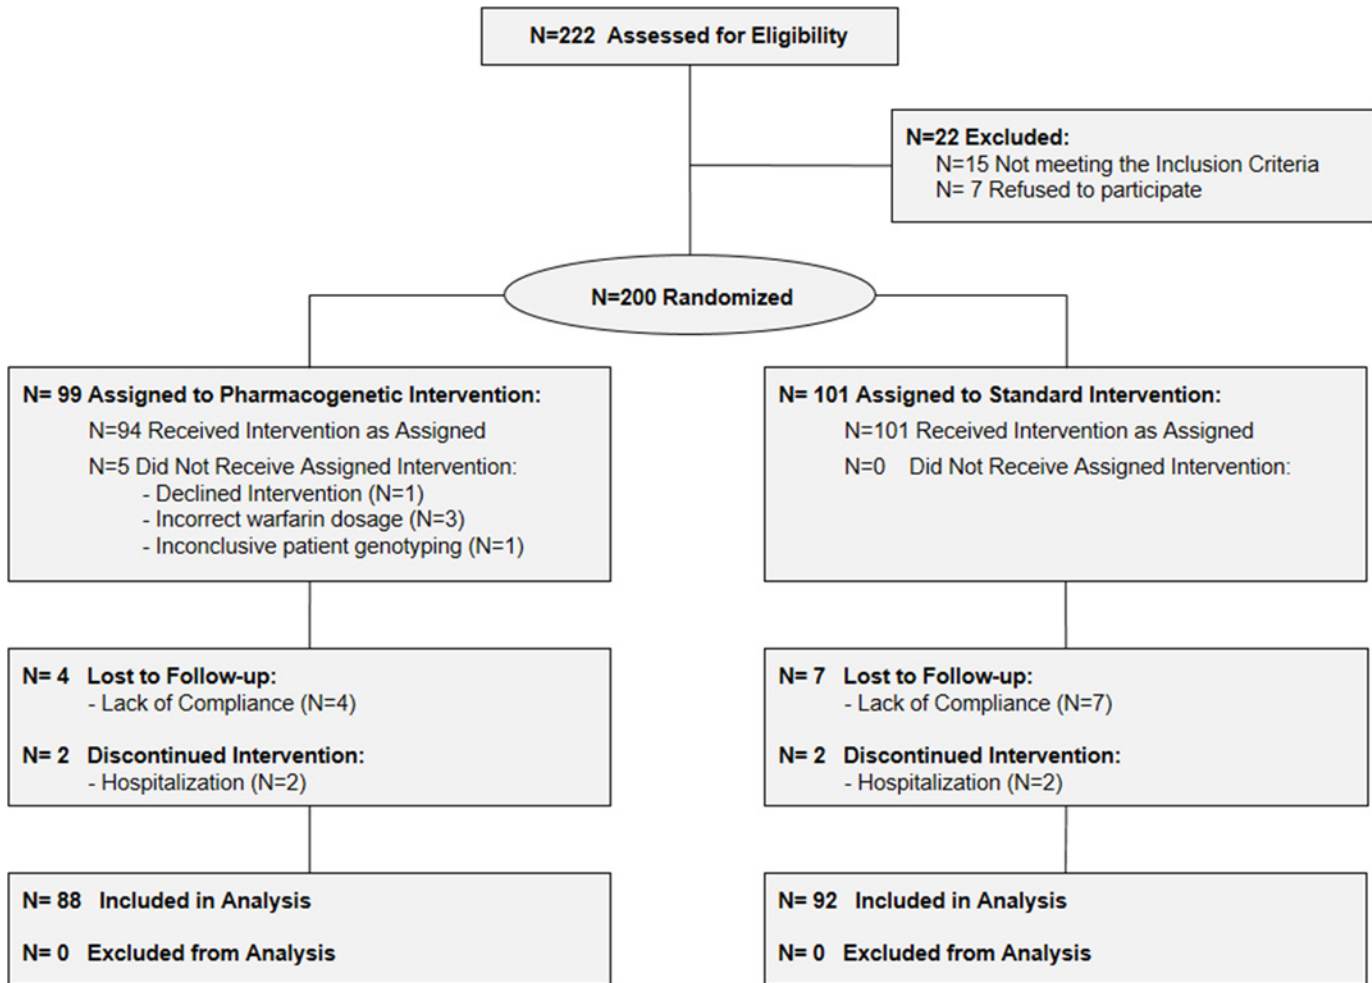 N=222 Assessed for Eligibility
N=22 Excluded:
N=15 Not meeting the Inclusion Criteria
N= 7 Refused to participate
N=200 Randomized
N= 99 Assigned to Pharmacogenetic Intervention:
N=94 Received Intervention as Assigned
N=5 Did Not Receive Assigned Intervention:
- Declined Intervention (N=1)
- Incorrect warfarin dosage (N=3)
- Inconclusive patient genotyping (N=1)
N= 101 Assigned to Standard Intervention:
N=101 Received Intervention as Assigned
N=0 Did Not Receive Assigned Intervention:
N= 4 Lost to Follow-up:
- Lack of Compliance (N=4)
N= 2 Discontinued Intervention:
- Hospitalization (N=2)
N= 7 Lost to Follow-up:
- Lack of Compliance (N=7)
N= 2 Discontinued Intervention:
- Hospitalization (N=2)
N= 88 Included in Analysis
N= 0 Excluded from Analysis
N= 92 Included in Analysis
N= 0 Excluded from Analysis